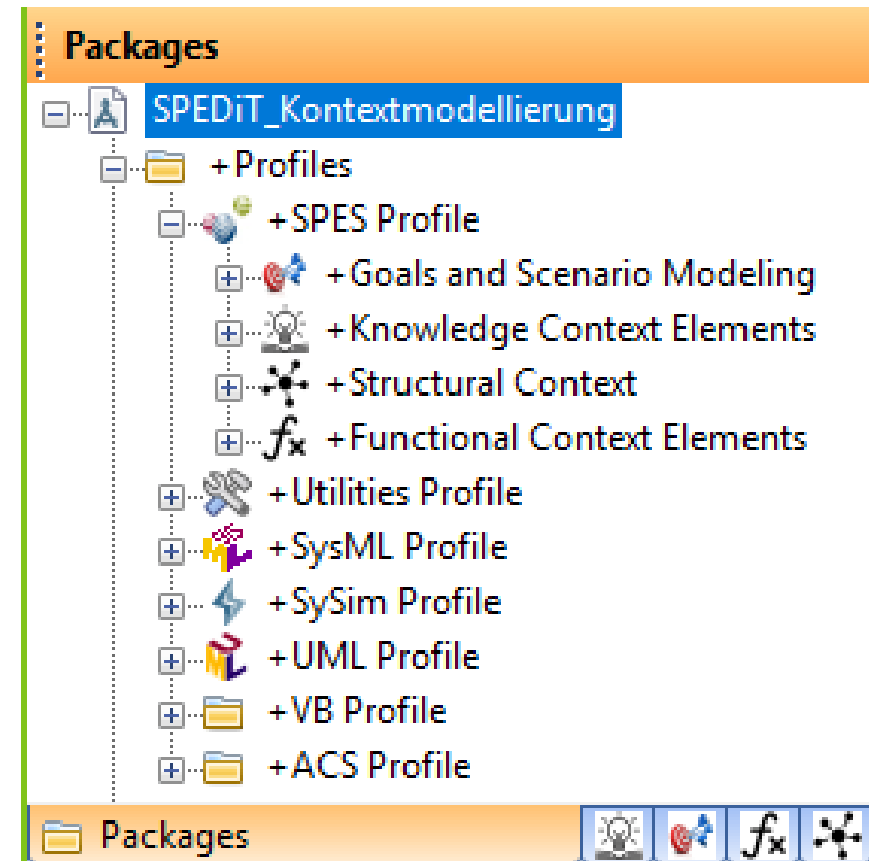 Packages
SPEDiT_Kontextmodellierung
+Profiles
+SPES Profile
+Goals and Scenario Modeling
+Knowledge Context Elements
+Structural Context
+Functional Context Elements
+Utilities Profile
+SysML Profile
+SySim Profile
+UML Profile
+VB Profile
+ACS Profile
Packages